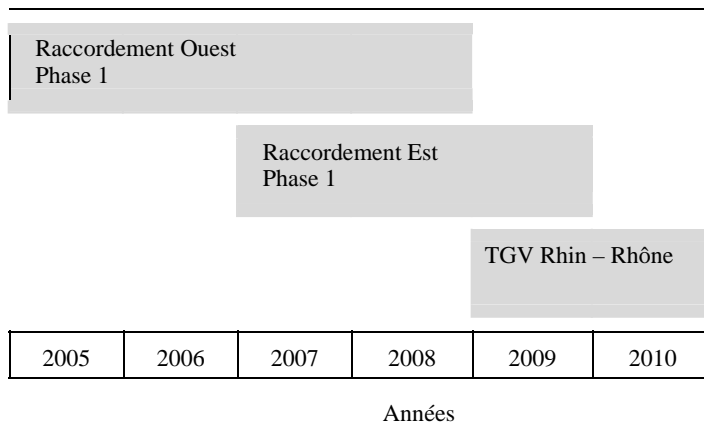 Raccordement Ouest
Phase 1
Raccordement Est
Phase 1
TGV Rhin – Rhône
2005 2006 2007 2008 2009 2010
Années